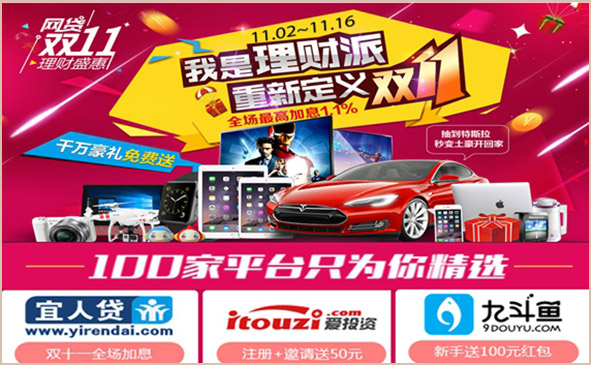 网贷
双11
理财盛惠
11.02~11.16
我是理财派
重新定义双11
全场最高加息1.1%
千万豪礼免费送
抽到特斯拉
秒变土豪开回家
100家平台只为你精选
宜人贷
www.yirendai.com
双十一全场加息
itouzi.com
爱投资
注册+邀请送50元
九斗鱼
9DOUYU.COM
新手送100元红包